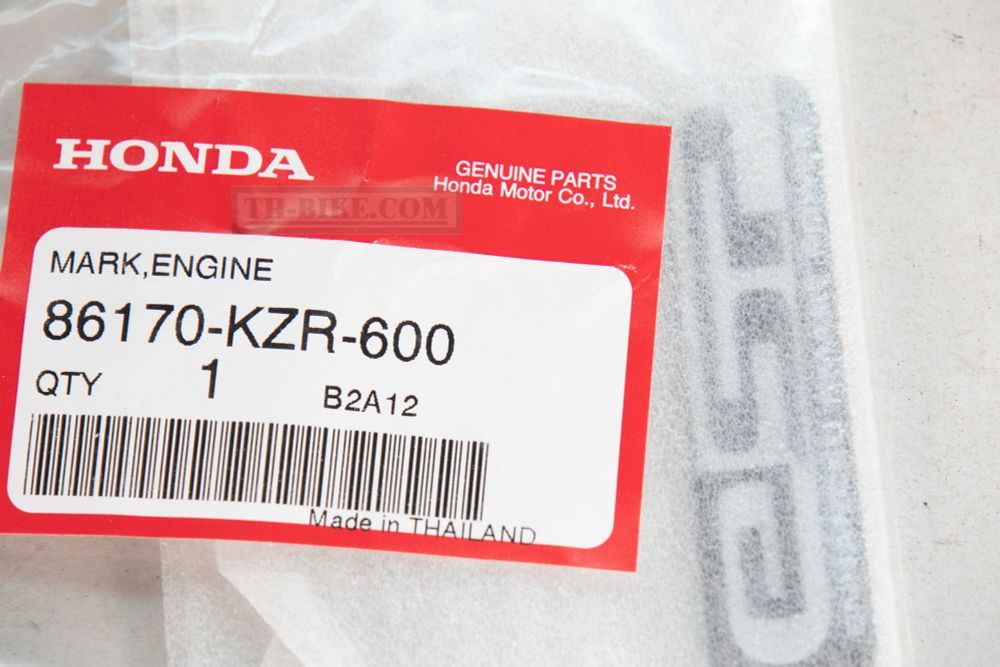 HONDA
GENUINE PARTS
Honda Motor Co., Ltd.
TH-BIKE.COM
MARK,ENGINE
86170-KZR-600
QTY 1 B2A12
Made in THAILAND
esp